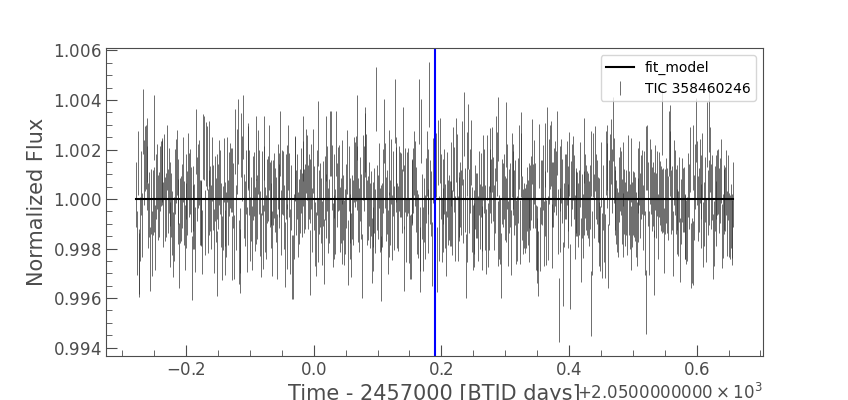 1.006
1.004
1.002
1.000
0.998
0.996
0.994
Normalized Flux
fit_model
TIC 358460246
−0.2
0.0
0.2
0.4
0.6
Time - 2457000 [BTJD days]
+2.0500000000 × 10³